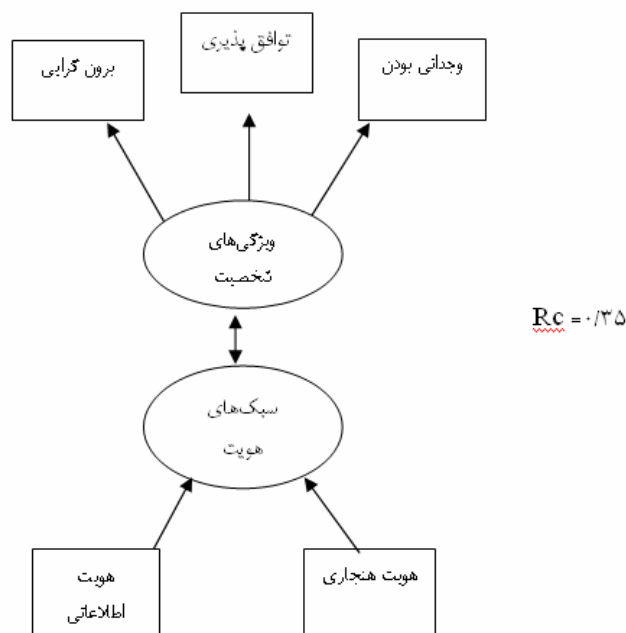 توافق پذیری
وجدانی بودن
برون گرایی
ویژگی‌های
شخصیت
Rc =۰/۳۵
سبک‌های
هویت
هویت هنجاری
هویت
اطلاعاتی